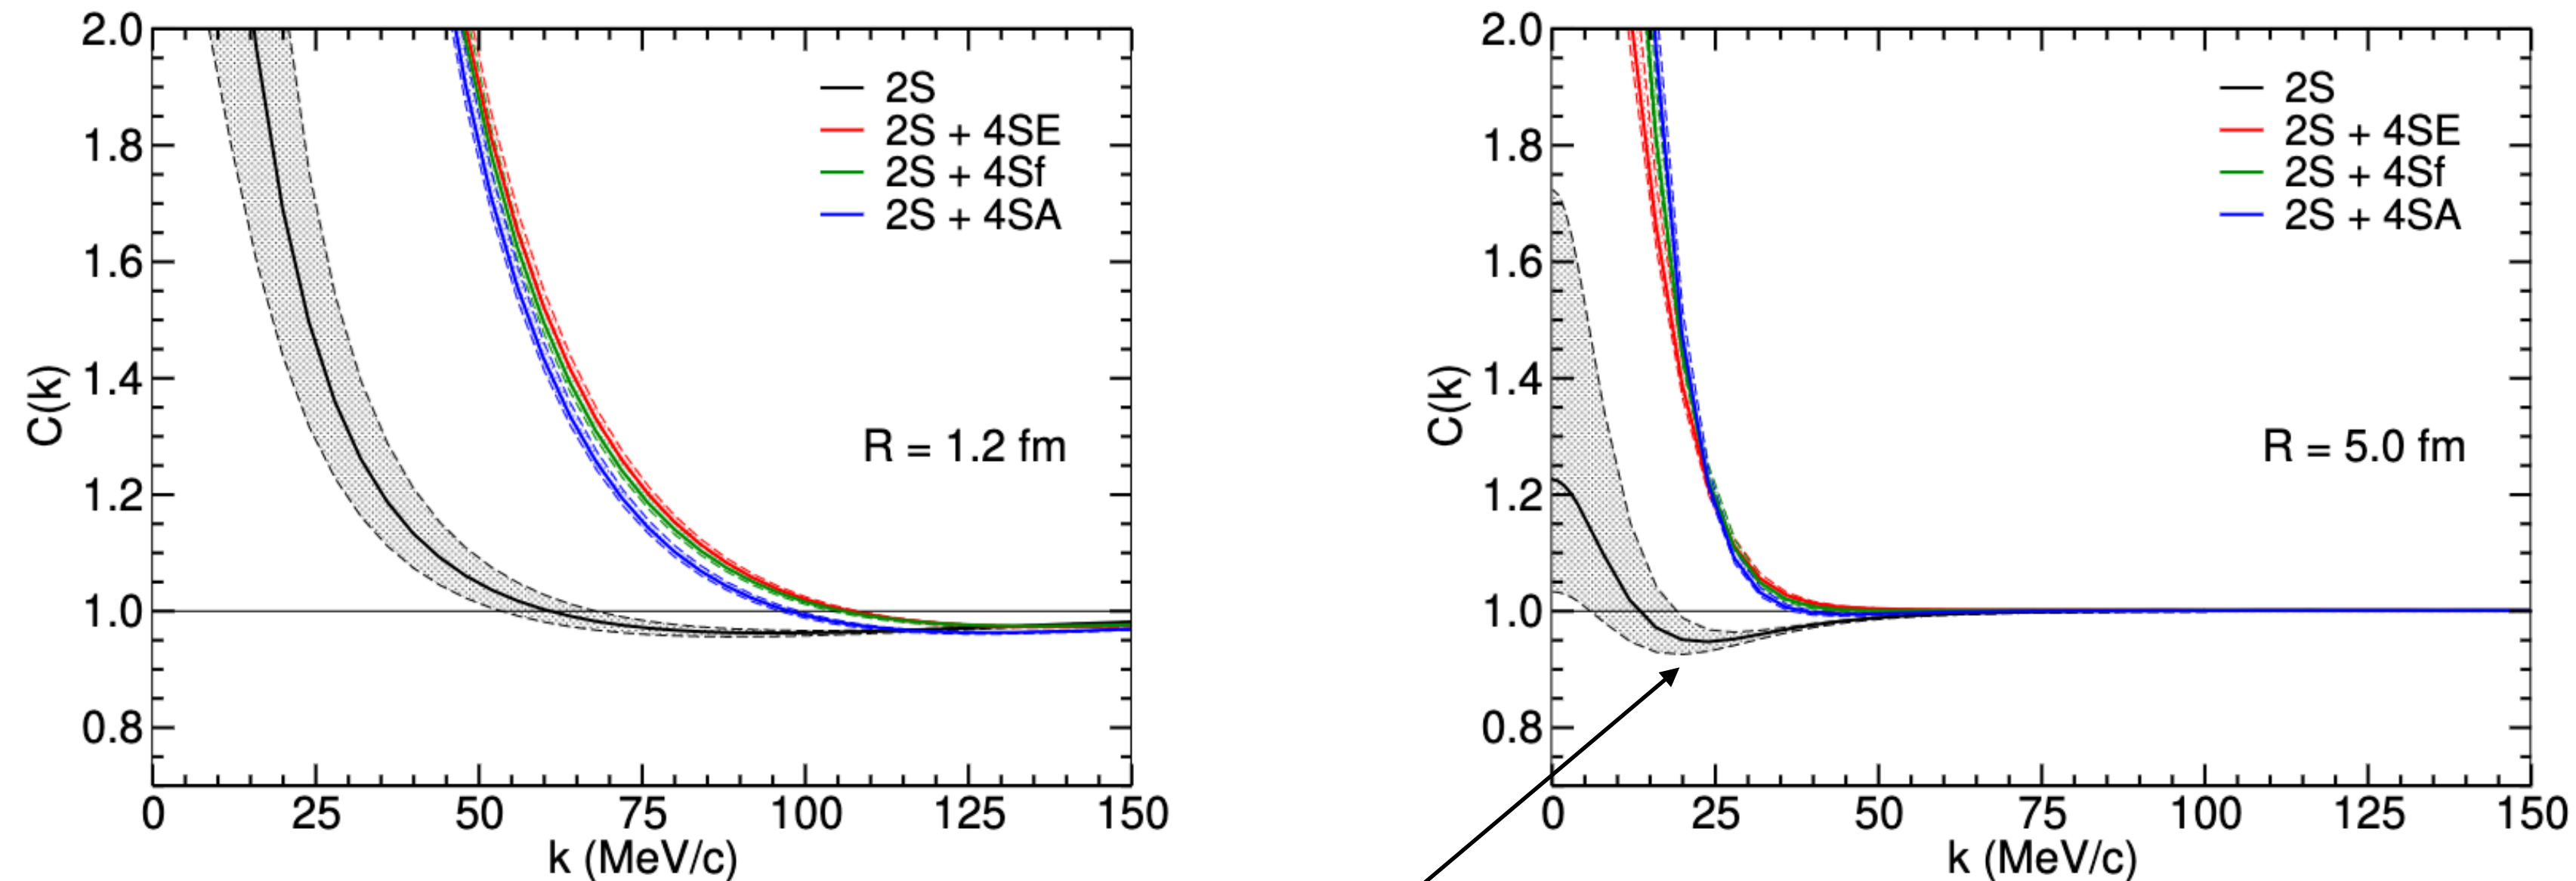 2.0
1.8
1.6
1.4
1.2
1.0
0.8
C(k)
2S
2S + 4SE
2S + 4Sf
2S + 4SA
R = 1.2 fm
0 25 50 75 100 125 150
k (MeV/c)
2.0
1.8
1.6
1.4
1.2
1.0
0.8
C(k)
2S
2S + 4SE
2S + 4Sf
2S + 4SA
R = 5.0 fm
0 25 50 75 100 125 150
k (MeV/c)